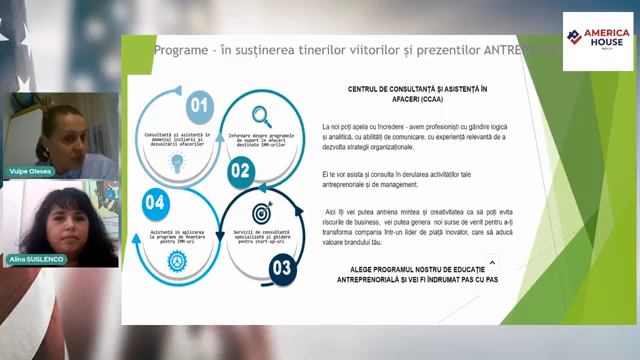 AMERICA
HOUSE
BĂLȚI
Programe - în susținerea tinerilor viitorilor și prezentilor
01
Consultanță și asistență în
domeniul inițierii și
dezvoltării afacerilor
Informare despre programele
de suport în afaceri
destinate IMM-urilor
02
04
Asistență în aplicarea
la programe de finanțare
pentru IMM-uri
Servicii de consultanță
specializată și ghidare
pentru start-up-uri
03
CENTRUL DE CONSULTANȚĂ ȘI ASISTENȚĂ ÎN
AFACERI (CCAA)
La noi poți apela cu încredere - avem profesioniști cu gândire logică
și analitică, cu abilități de comunicare, cu experiență relevantă de a
dezvolta strategii organizaționale.
Ei te vor asista și consulta în derularea activităților tale
antreprenoriale și de management.
Aici îți vei putea antrena mintea și creativitatea ca să poți evita
riscurile de business, vei putea genera noi surse de venit pentru a-ți
transforma compania într-un lider de piață inovator, care să aducă
valoare brandului tău.
ALEGE PROGRAMUL NOSTRU DE EDUCAȚIE
ANTREPRENORIALĂ ȘI VEI FI ÎNDRUMAT PAS CU PAS
Vulpe Olesea
Alina SUSLENCO